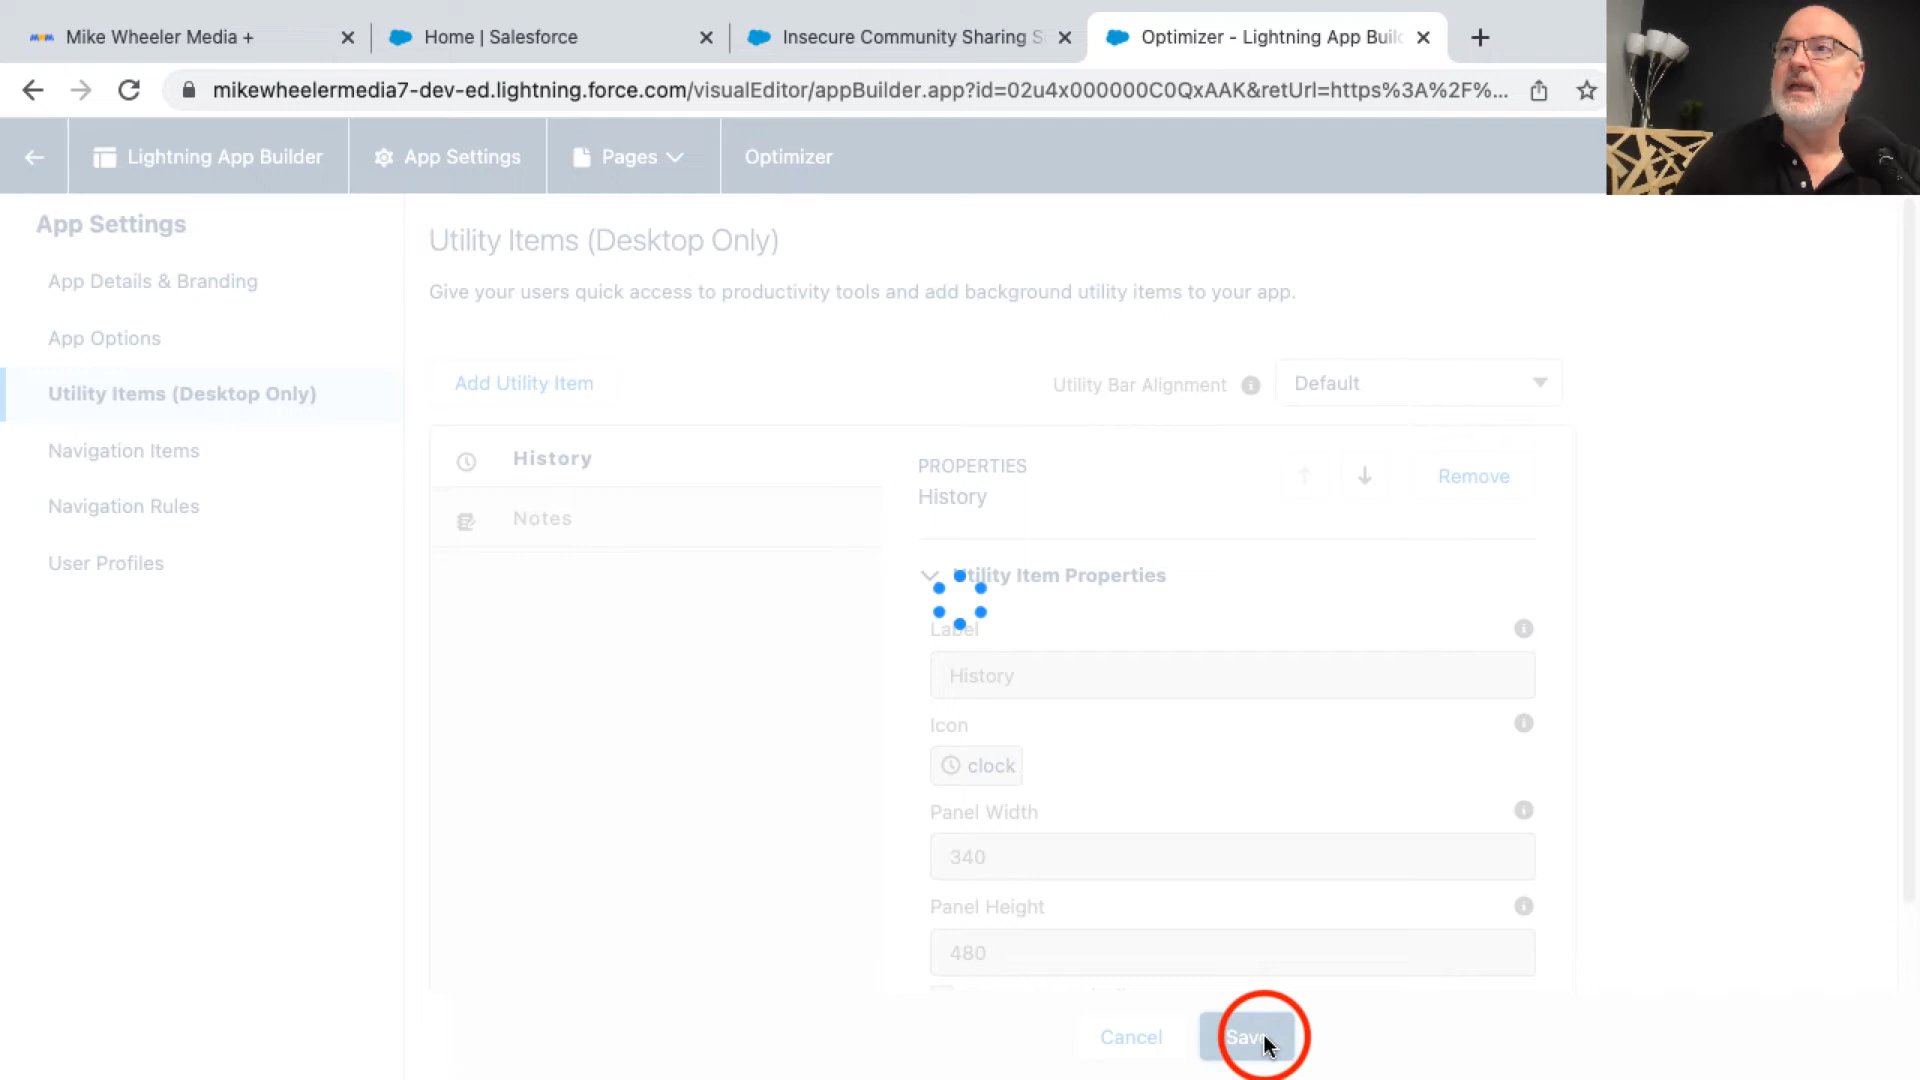 Mike Wheeler Media +
Home | Salesforce
Insecure Community Sharing S
Optimizer - Lightning App Buil
mikewheelermedia7-dev-ed.lightning.force.com/visualEditor/appBuilder.app?id=02u4x000000C0QxAAK&retUrl=https%3A%2F%...
Lightning App Builder
App Settings
Pages
Optimizer
App Settings
App Details & Branding
App Options
Utility Items (Desktop Only)
Navigation Items
Navigation Rules
User Profiles
Utility Items (Desktop Only)
Give your users quick access to productivity tools and add background utility items to your app.
Add Utility Item
Utility Bar Alignment
Default
History
Notes
PROPERTIES
History
Remove
Utility Item Properties
Label
History
Icon
clock
Panel Width
340
Panel Height
480
Cancel
Save